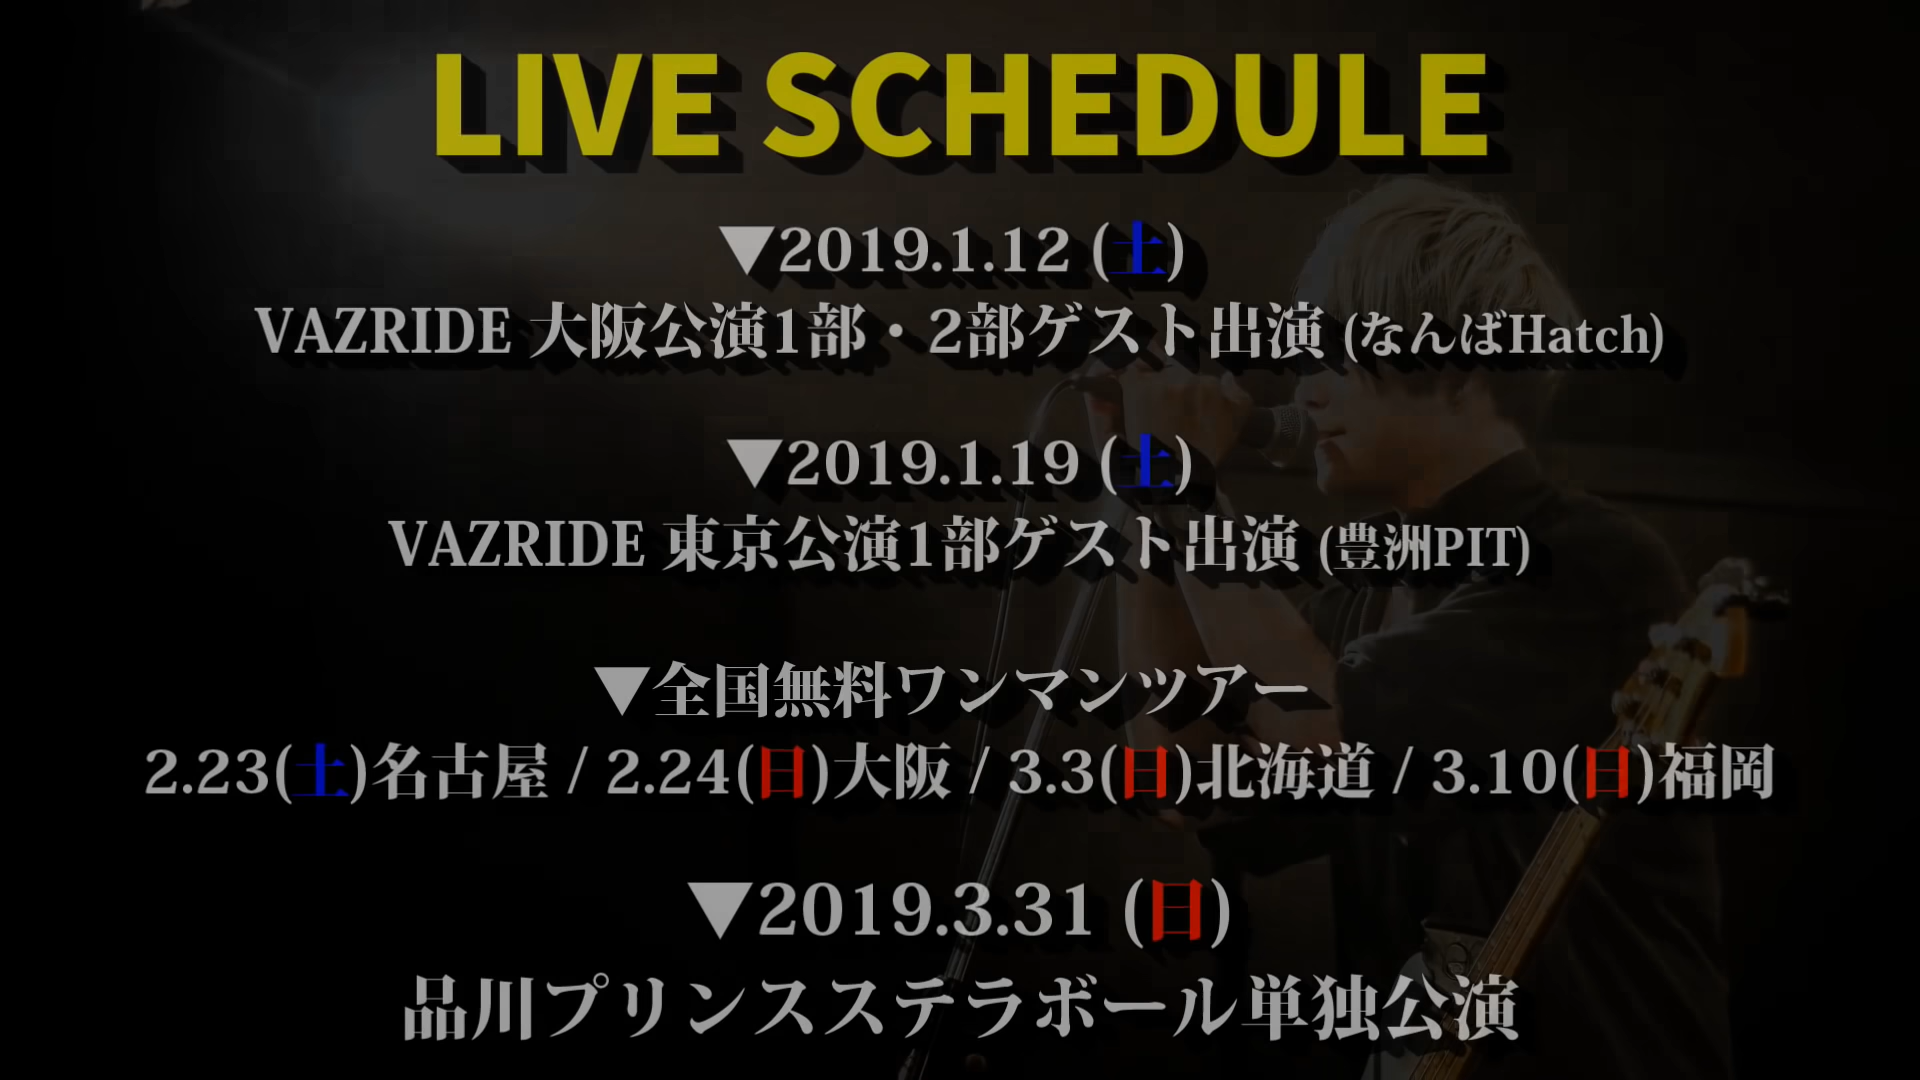 LIVE SCHEDULE
▼2019.1.12 (土)
VAZRIDE 大阪公演1部・2部ゲスト出演 (なんばHatch)
▼2019.1.19 (土)
VAZRIDE 東京公演1部ゲスト出演 (豊洲PIT)
▼全国無料ワンマンツアー
2.23(土)名古屋 / 2.24(日)大阪 / 3.3(日)北海道 / 3.10(日)福岡
▼2019.3.31 (日)
品川プリンスステラボール単独公演